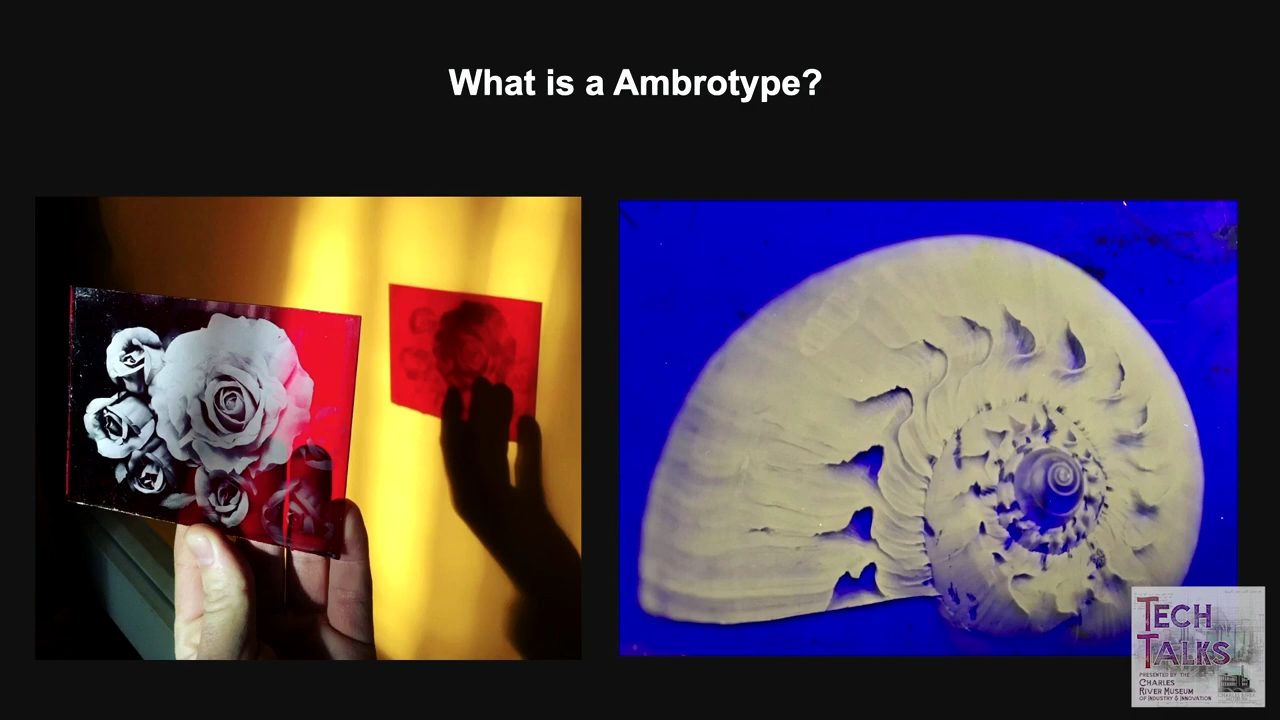 What is a Ambrotype?
TECH
TALKS
PRESENTED BY THE
CHARLES
RIVER MUSEUM
OF INDUSTRY & INNOVATION